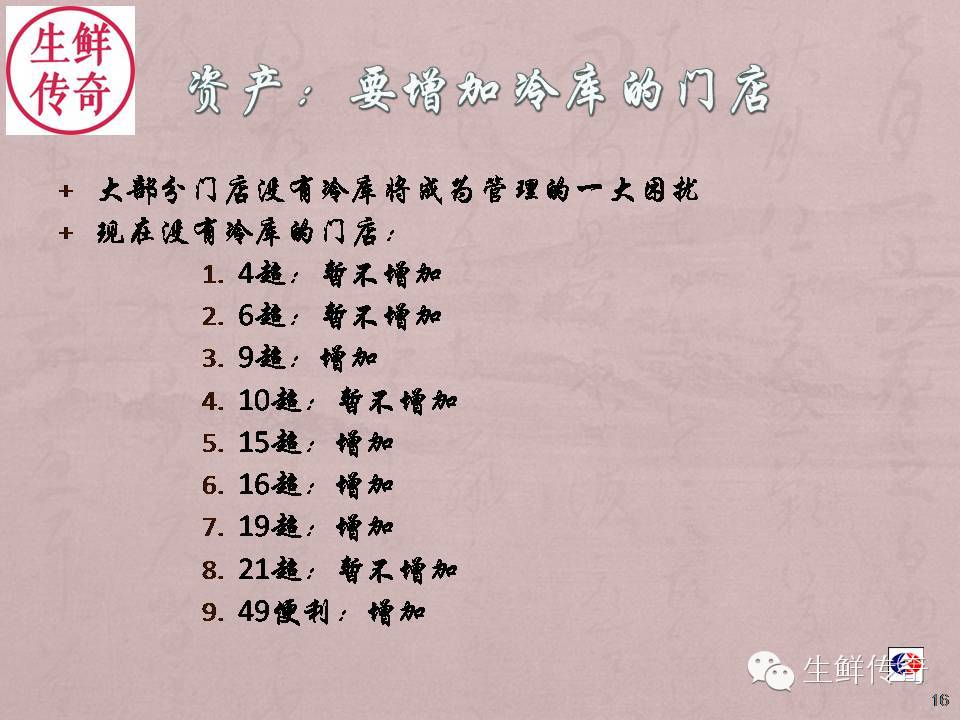 生鲜
传奇
资产：要增加冷库的门店
+ 大部分门店没有冷库将成为管理的一大困扰
+ 现在没有冷库的门店：
1. 4超：暂不增加
2. 6超：暂不增加
3. 9超：增加
4. 10超：暂不增加
5. 15超：增加
6. 16超：增加
7. 19超：增加
8. 21超：暂不增加
9. 49便利：增加
生鲜传奇
16